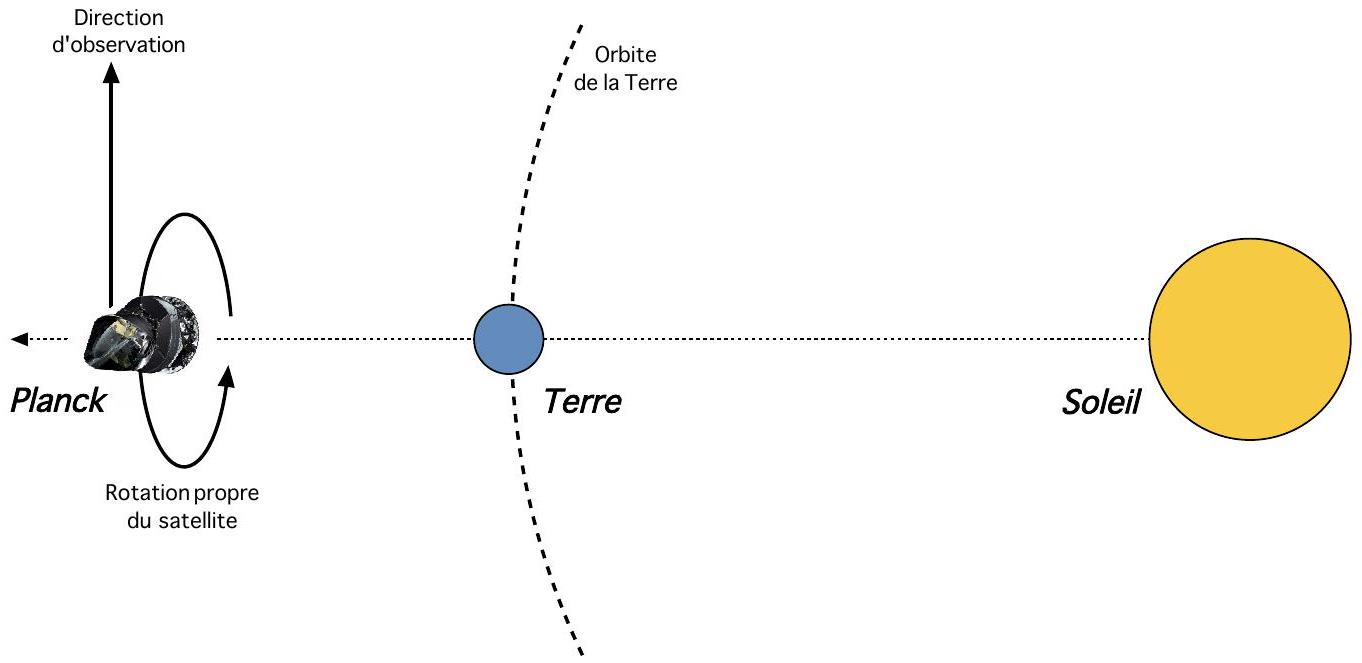 Direction
d'observation
Orbite
de la Terre
Planck
Terre
Soleil
Rotation propre
du satellite